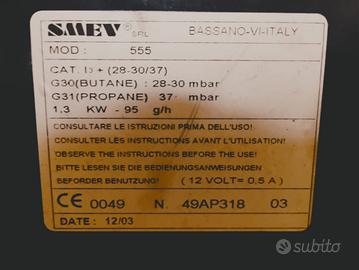 SMEV SRL BASSANO-VI-ITALY
MOD : 555
CAT. I3 + (28-30/37)
G30(BUTANE) : 28-30 mbar
G31(PROPANE) 37 mbar
1.3 KW - 95 g/h
CONSULTARE LE ISTRUZIONI PRIMA DELL'USO!
CONSULTER LES INSTRUCTIONS AVANT L'UTILISATION!
OBSERVE THE INSTRUCTIONS BEFORE USE!
BITTE LESEN SIE DIE BEDIENUNGSANWEISUNGEN
BEFORDER BENUTZUNG! ( 12 VOLT= 0,5 A )
CE 0049 N. 49AP318 03
DATE : 12/03
subito